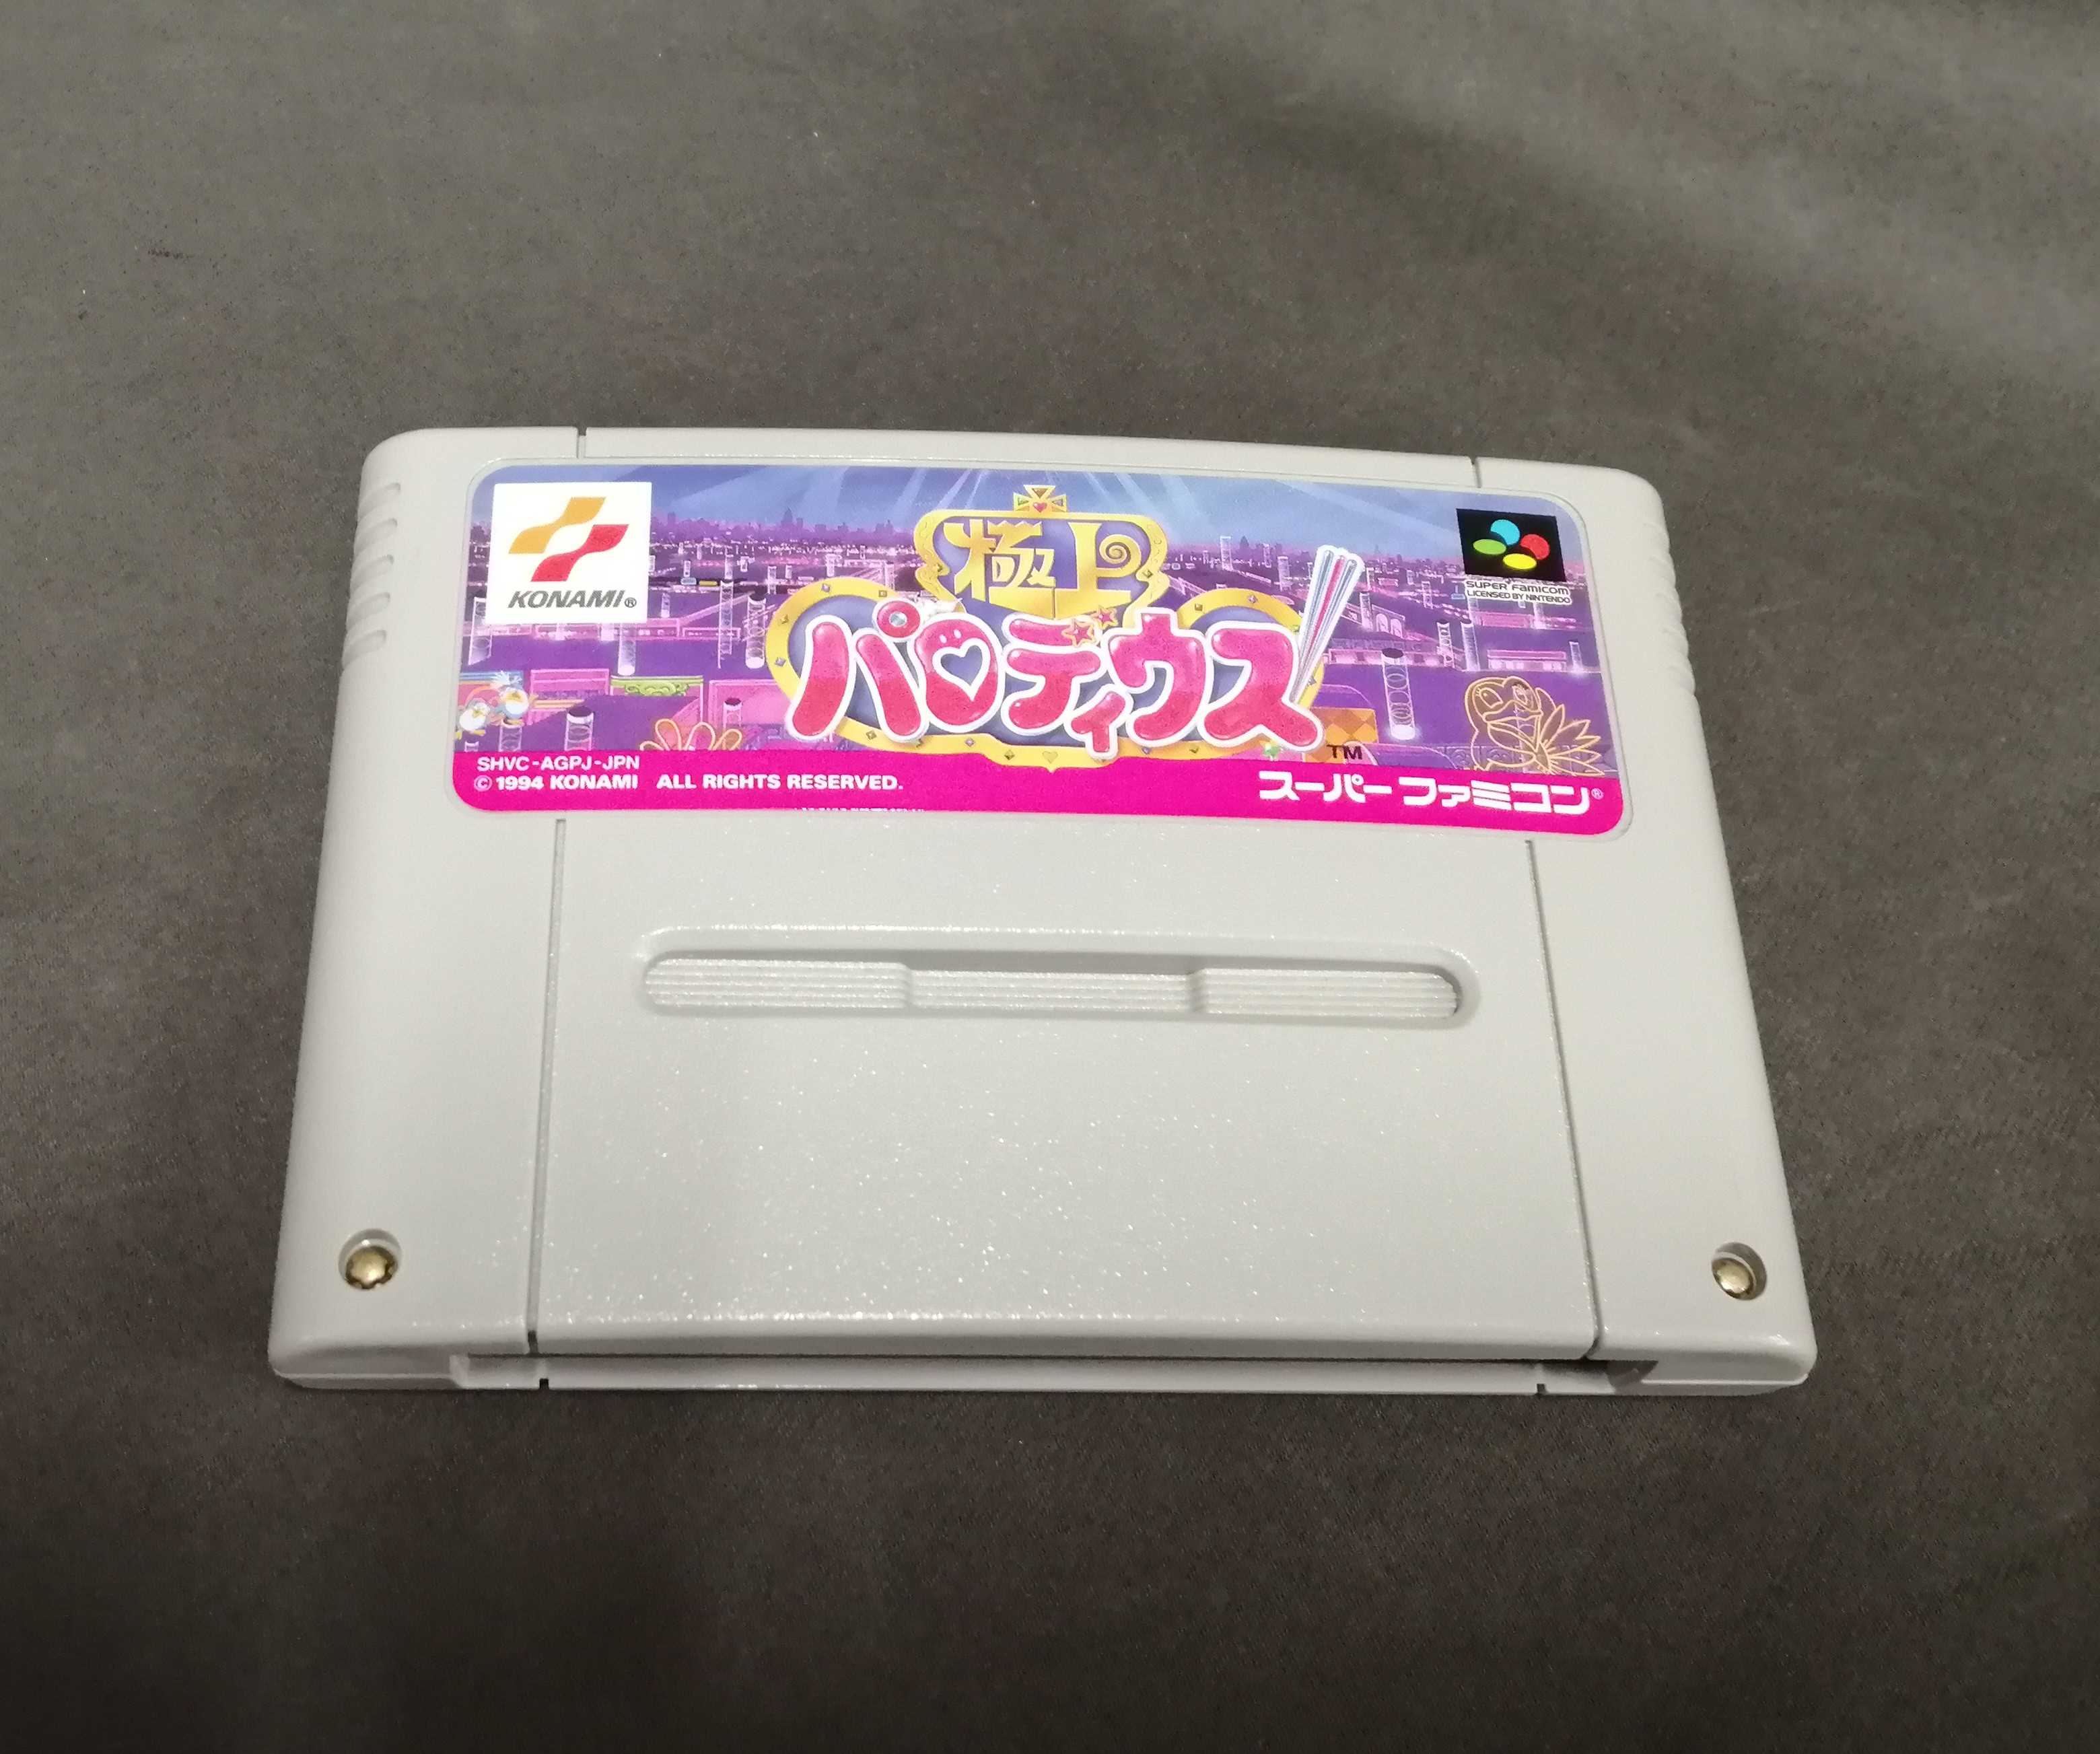 KONAMI®
極上
パロディウス
TM
SUPER Famicom
LICENSED BY NINTENDO
SHVC-AGPJ-JPN
© 1994 KONAMI ALL RIGHTS RESERVED.
スーパーファミコン®